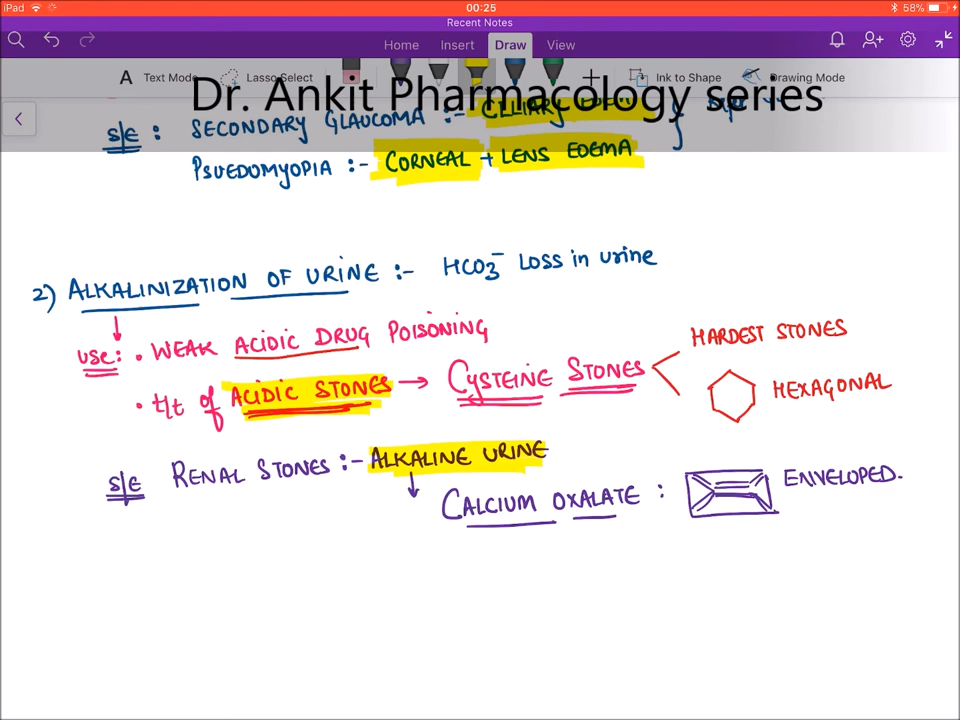 iPad 00:25 58%
Recent Notes
Home Insert Draw View
A Text Mode Lasso Select Ink to Shape Drawing Mode
Dr. Ankit Pharmacology series
S/E : SECONDARY GLAUCOMA :- CILLIARY
PSUEDOMYOPIA :- CORNEAL + LENS EDEMA
2) ALKALINIZATION OF URINE :- HCO3⁻ LOSS in urine
USE: • WEAK ACIDIC DRUG POISONING
• t/t of ACIDIC STONES → CYSTEINE STONES
HARDEST STONES
HEXAGONAL
S/E RENAL STONES :- ALKALINE URINE
↓ CALCIUM OXALATE : ENVELOPED.